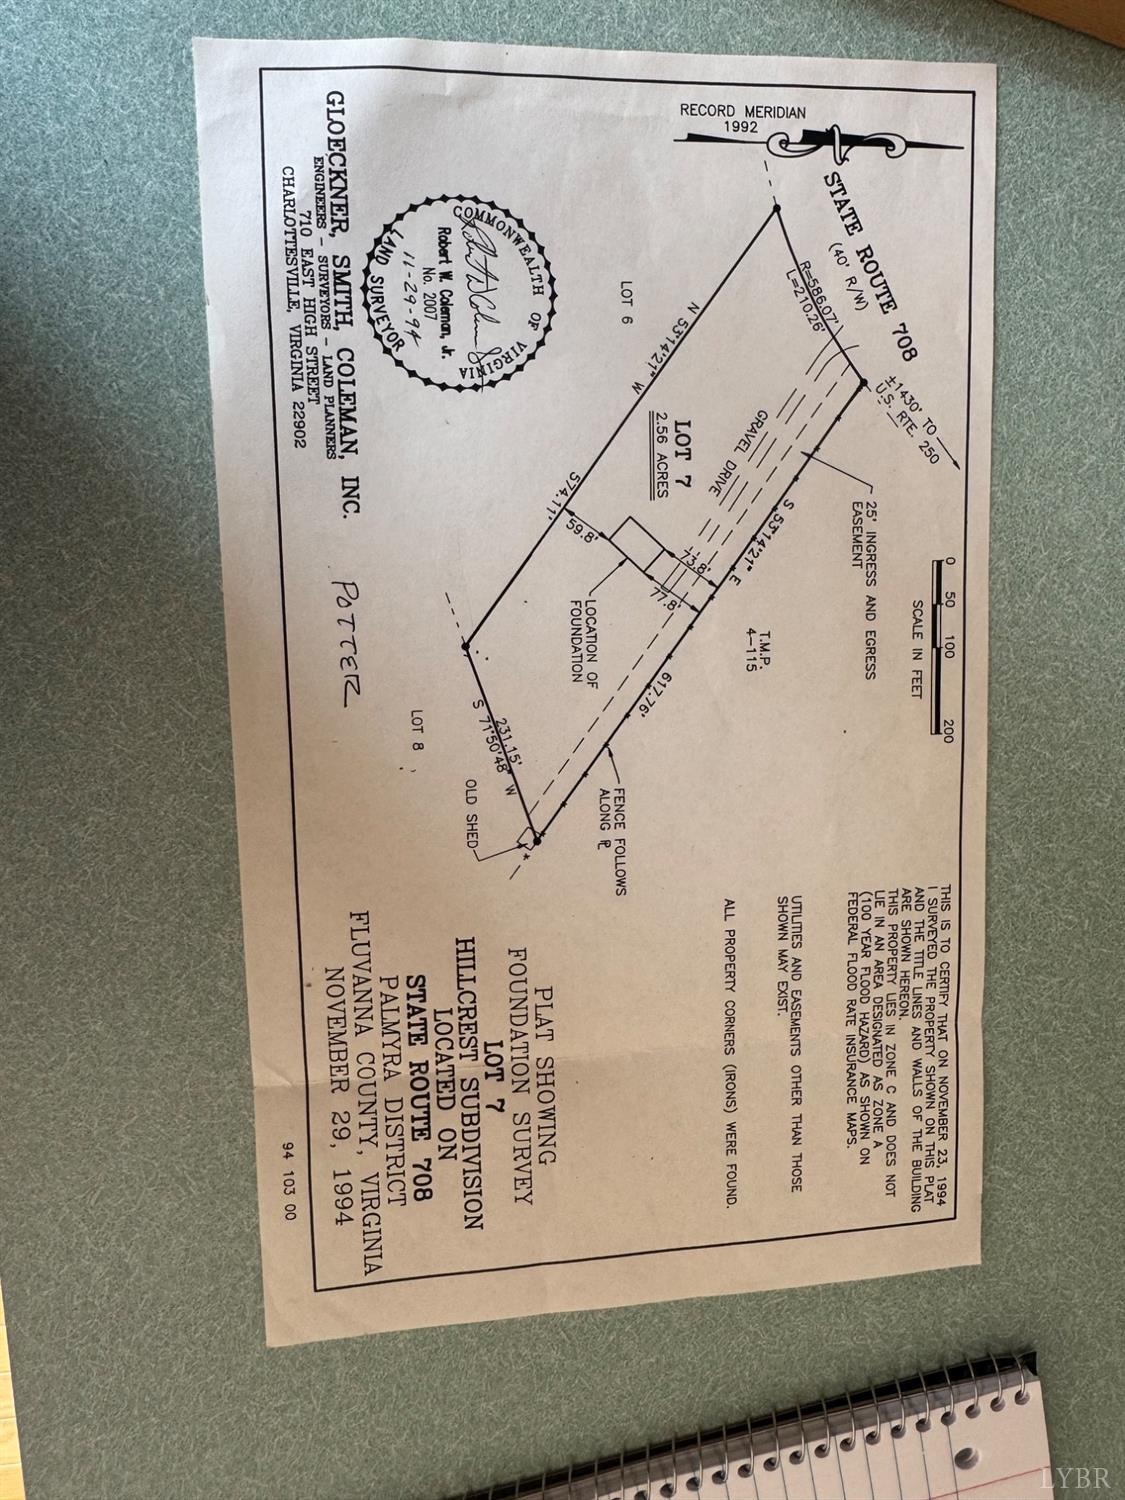 RECORD MERIDIAN
1992
STATE ROUTE 708
(40' R/W)
R=586.07'
L=210.26'
±1430' TO
U.S. RTE. 250
0 50 100 200
SCALE IN FEET
25' INGRESS AND EGRESS
EASEMENT
GRAVEL DRIVE
LOT 6
N 53°14'21" W
574.11'
LOT 7
2.56 ACRES
59.8'
73.8'
77.8'
S 53°14'21" E
617.76'
T.M.P.
4-115
LOCATION OF
FOUNDATION
FENCE FOLLOWS
ALONG ⅊
231.15'
S 71°50'48" W
LOT 8
OLD SHED
THIS IS TO CERTIFY THAT ON NOVEMBER 23, 1994
I SURVEYED THE PROPERTY SHOWN ON THIS PLAT
AND THE TITLE LINES AND WALLS OF THE BUILDING
ARE SHOWN HEREON.
THIS PROPERTY LIES IN ZONE C AND DOES NOT
LIE IN AN AREA DESIGNATED AS ZONE A
(100 YEAR FLOOD HAZARD) AS SHOWN ON
FEDERAL FLOOD RATE INSURANCE MAPS.
UTILITIES AND EASEMENTS OTHER THAN THOSE
SHOWN MAY EXIST.
ALL PROPERTY CORNERS (IRONS) WERE FOUND.
COMMONWEALTH OF VIRGINIA
Robert W. Coleman, Jr.
No. 2007
11-29-94
LAND SURVEYOR
GLOECKNER, SMITH, COLEMAN, INC.
ENGINEERS - SURVEYORS - LAND PLANNERS
710 EAST HIGH STREET
CHARLOTTESVILLE, VIRGINIA 22902
POTTER
PLAT SHOWING
FOUNDATION SURVEY
LOT 7
HILLCREST SUBDIVISION
LOCATED ON
STATE ROUTE 708
PALMYRA DISTRICT
FLUVANNA COUNTY, VIRGINIA
NOVEMBER 29, 1994
94 103 00
LYBR